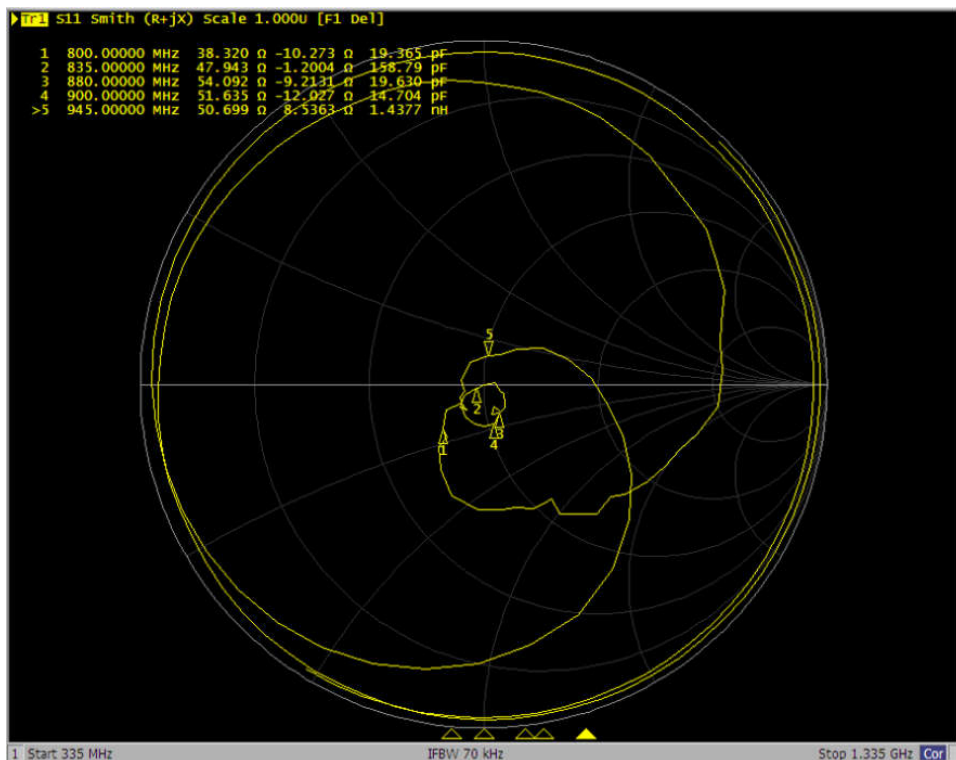 Tr1 S11 Smith (R+jX) Scale 1.000U [F1 Del]
1 800.00000 MHz 38.320 Ω -10.273 Ω 19.365 pF
2 835.00000 MHz 47.943 Ω -1.2004 Ω 158.79 pF
3 880.00000 MHz 54.092 Ω -9.2131 Ω 19.630 pF
4 900.00000 MHz 51.635 Ω -12.027 Ω 14.704 pF
>5 945.00000 MHz 50.699 Ω 8.5363 Ω 1.4377 nH
5
2
3
1
4
1 Start 335 MHz IFBW 70 kHz Stop 1.335 GHz Cor